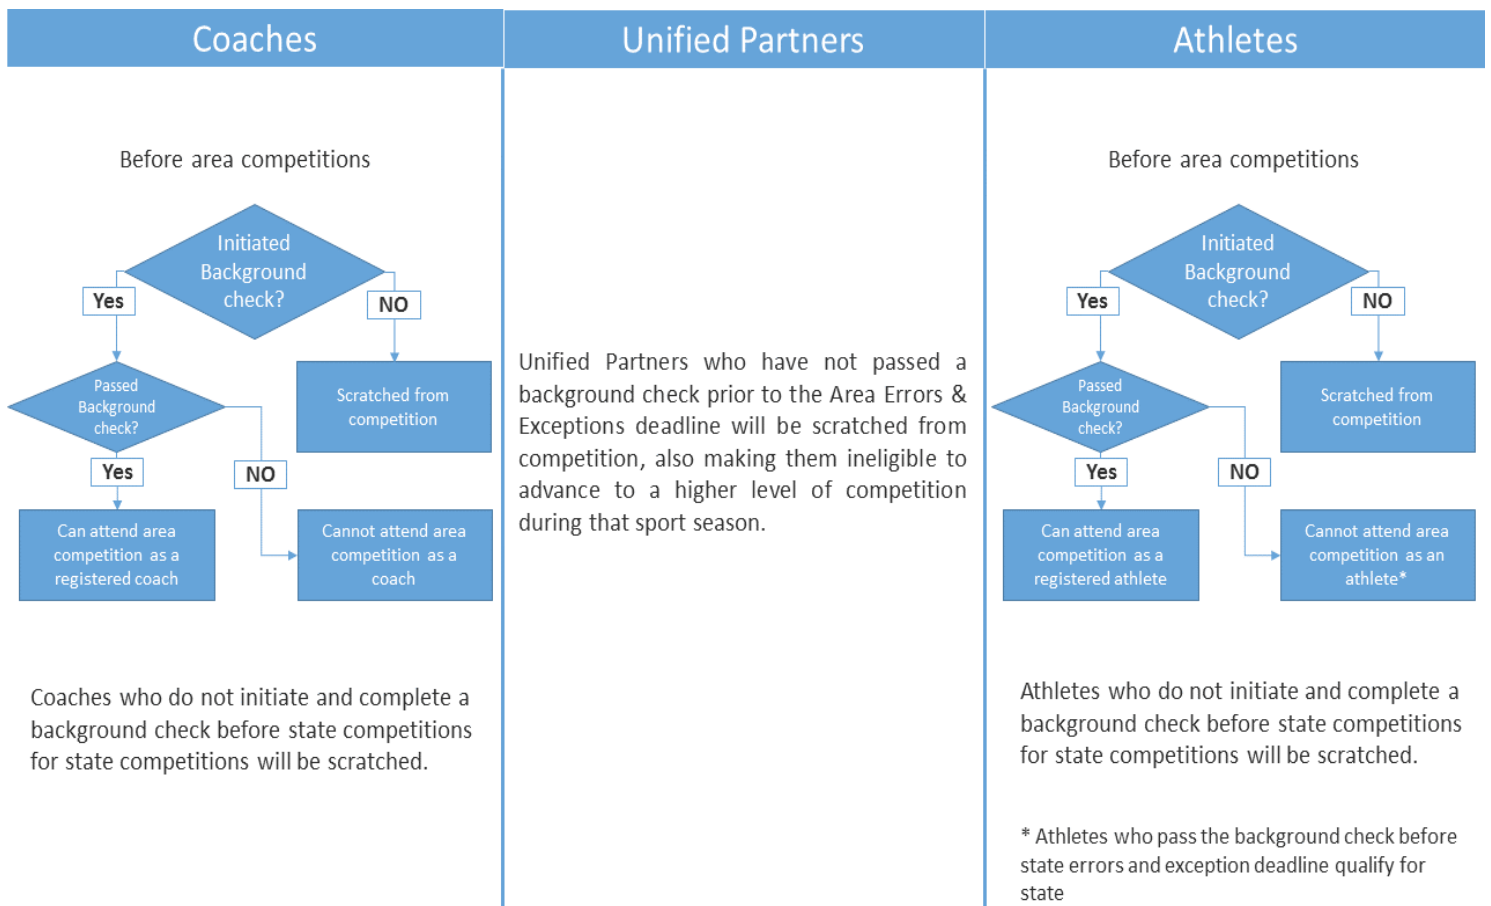 Coaches
Unified Partners
Athletes
Before area competitions
Initiated
Background
check?
Yes
NO
Passed
Background
check?
Scratched from
competition
Yes
NO
Can attend area
competition as a
registered coach
Cannot attend area
competition as a
coach
Coaches who do not initiate and complete a
background check before state competitions
for state competitions will be scratched.
Unified Partners who have not passed a
background check prior to the Area Errors &
Exceptions deadline will be scratched from
competition, also making them ineligible to
advance to a higher level of competition
during that sport season.
Before area competitions
Initiated
Background
check?
Yes
NO
Passed
Background
check?
Scratched from
competition
Yes
NO
Can attend area
competition as a
registered athlete
Cannot attend area
competition as an
athlete*
Athletes who do not initiate and complete a
background check before state competitions
for state competitions will be scratched.
* Athletes who pass the background check before
state errors and exception deadline qualify for
state